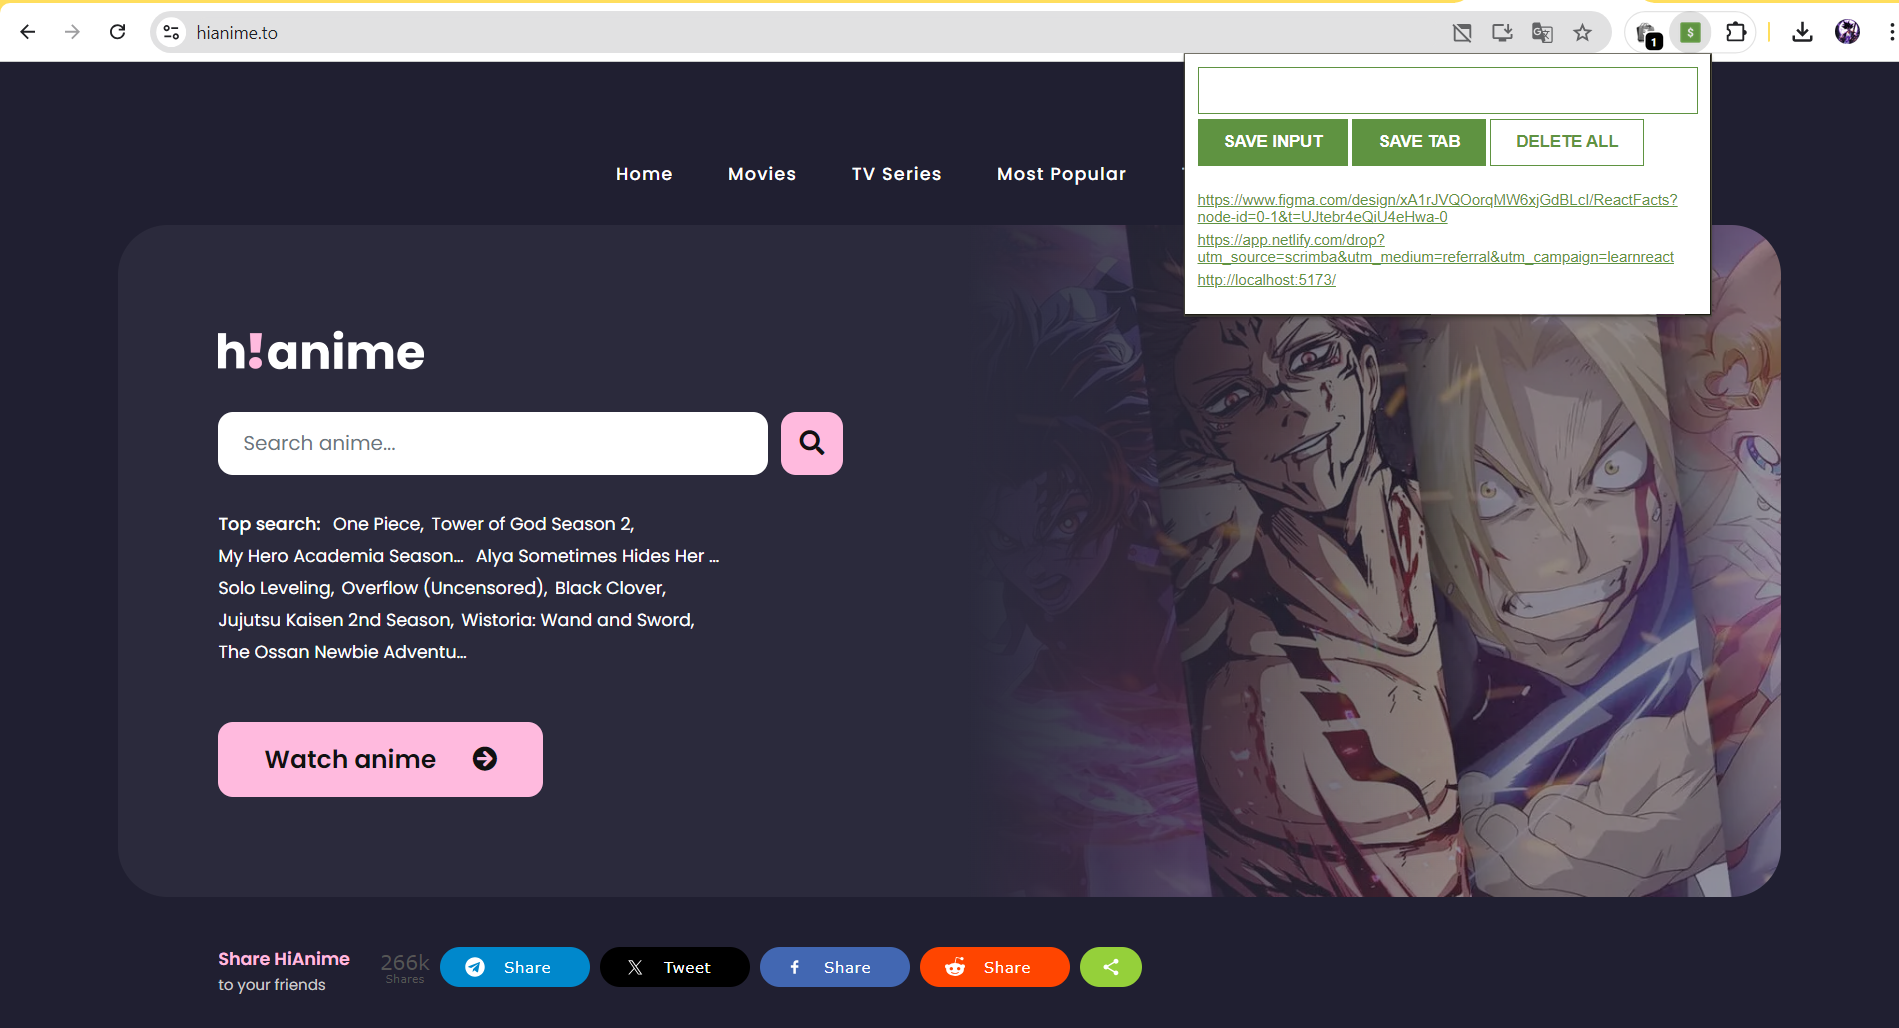 hianime.to
1
$
SAVE INPUT
SAVE TAB
DELETE ALL
https://www.figma.com/design/xA1rJVQOorqMW6xjGdBLcI/ReactFacts?
node-id=0-1&t=UJtebr4eQiU4eHwa-0
https://app.netlify.com/drop?
utm_source=scrimba&utm_medium=referral&utm_campaign=learnreact
http://localhost:5173/
Home Movies TV Series Most Popular
h!anime
Search anime...
Top search: One Piece, Tower of God Season 2,
My Hero Academia Season... Alya Sometimes Hides Her ...
Solo Leveling, Overflow (Uncensored), Black Clover,
Jujutsu Kaisen 2nd Season, Wistoria: Wand and Sword,
The Ossan Newbie Adventu...
Watch anime
Share HiAnime
to your friends
266k
Shares
Share
Tweet
Share
Share